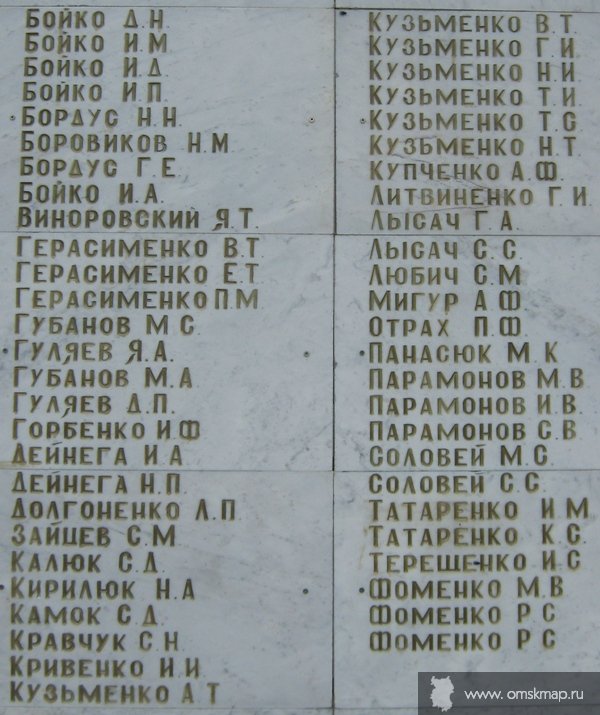 БОЙКО Д.Н.
БОЙКО И.М
БОЙКО И.Д
БОЙКО И.П.
БОРДУС Н.Н.
БОРОВИКОВ Н.М
БОРДУС Г.Е.
БОЙКО И.А.
ВИНОРОВСКИЙ Я.Т.
ГЕРАСИМЕНКО В.Т
ГЕРАСИМЕНКО Е.Т
ГЕРАСИМЕНКО П.М
ГУБАНОВ М С.
ГУЛЯЕВ Я.А.
ГУБАНОВ М.А
ГУЛЯЕВ Д.П.
ГОРБЕНКО И.Ф
ДЕЙНЕГА И.А
ДЕЙНЕГА Н.П
ДОЛГОНЕНКО Л.П
ЗАЙЦЕВ С.М
КАЛЮК С.Д.
КИРИЛЮК Н.А
КАМОК С.Д.
КРАВЧУК С.Н
КРИВЕНКО И.И
КУЗЬМЕНКО А.Т
КУЗЬМЕНКО В.Т.
КУЗЬМЕНКО Г.И.
КУЗЬМЕНКО Н.И
КУЗЬМЕНКО Т.И.
КУЗЬМЕНКО Т.С
КУЗЬМЕНКО Н.Т
КУПЧЕНКО А.Ф.
ЛИТВИНЕНКО Г.И.
ЛЫСАЧ Г.А.
ЛЫСАЧ С.С.
ЛЮБИЧ С.М
МИГУР А.Ф
ОТРАХ П.Ф.
ПАНАСЮК М.К
ПАРАМОНОВ М.В
ПАРАМОНОВ И.В.
ПАРАМОНОВ С.В
СОЛОВЕЙ М.С.
СОЛОВЕЙ С.С.
ТАТАРЕНКО И.М
ТАТАРЕНКО К.С.
ТЕРЕЩЕНКО И.С
ФОМЕНКО М.В
ФОМЕНКО Р.С
ФОМЕНКО Р.С
www. omskmap.ru